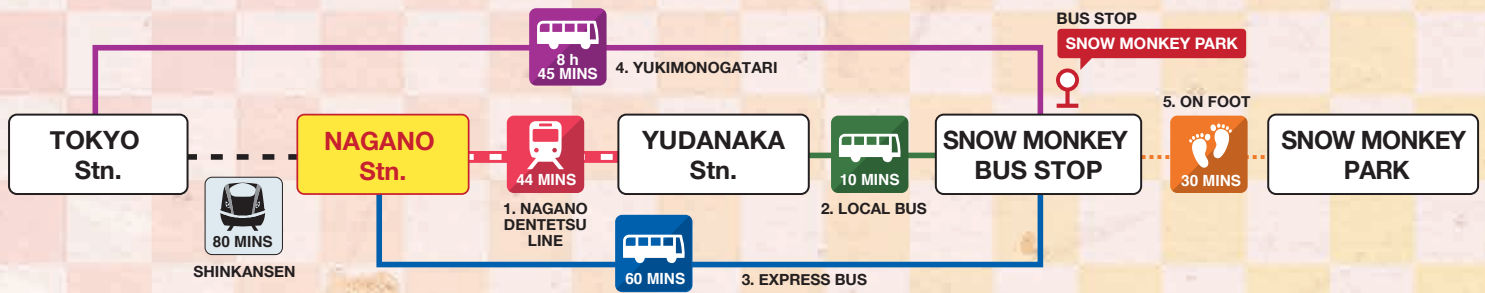 BUS STOP
SNOW MONKEY PARK
8 h
45 MINS
4. YUKIMONOGATARI
5. ON FOOT
TOKYO
Stn.
NAGANO
Stn.
44 MINS
YUDANAKA
Stn.
10 MINS
SNOW MONKEY
BUS STOP
30 MINS
SNOW MONKEY
PARK
80 MINS
SHINKANSEN
1. NAGANO
DENTETSU
LINE
2. LOCAL BUS
60 MINS
3. EXPRESS BUS